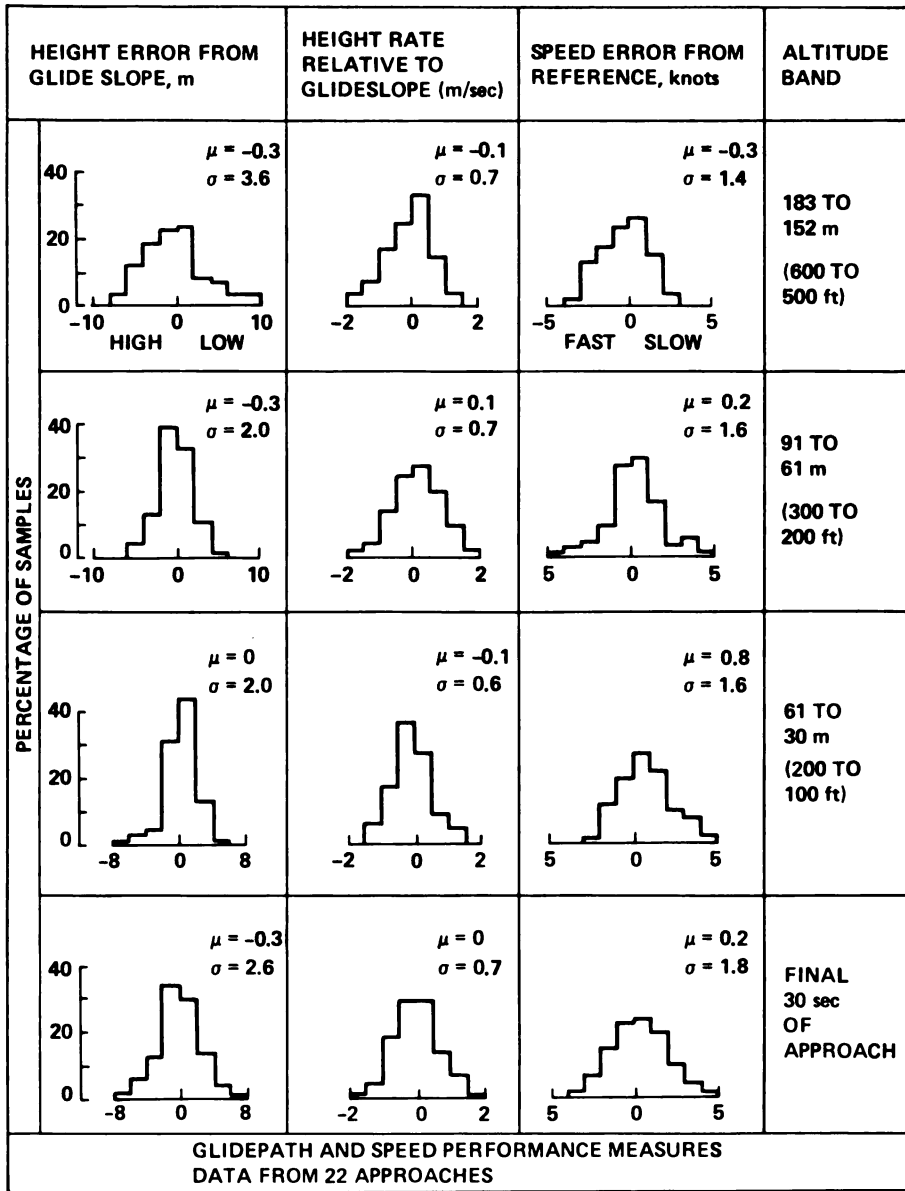 HEIGHT ERROR FROM
GLIDE SLOPE, m
HEIGHT RATE
RELATIVE TO
GLIDESLOPE (m/sec)
SPEED ERROR FROM
REFERENCE, knots
ALTITUDE
BAND
PERCENTAGE OF SAMPLES
μ = -0.3
σ = 3.6
40
20
0
-10 0 10
HIGH LOW
μ = -0.1
σ = 0.7
-2 0 2
μ = -0.3
σ = 1.4
-5 0 5
FAST SLOW
183 TO
152 m
(600 TO
500 ft)
μ = -0.3
σ = 2.0
40
20
0
-10 0 10
μ = 0.1
σ = 0.7
-2 0 2
μ = 0.2
σ = 1.6
5 0 5
91 TO
61 m
(300 TO
200 ft)
μ = 0
σ = 2.0
40
20
0
-8 0 8
μ = -0.1
σ = 0.6
-2 0 2
μ = 0.8
σ = 1.6
5 0 5
61 TO
30 m
(200 TO
100 ft)
μ = -0.3
σ = 2.6
40
20
0
-8 0 8
μ = 0
σ = 0.7
-2 0 2
μ = 0.2
σ = 1.8
5 0 5
FINAL
30 sec
OF
APPROACH
GLIDEPATH AND SPEED PERFORMANCE MEASURES
DATA FROM 22 APPROACHES